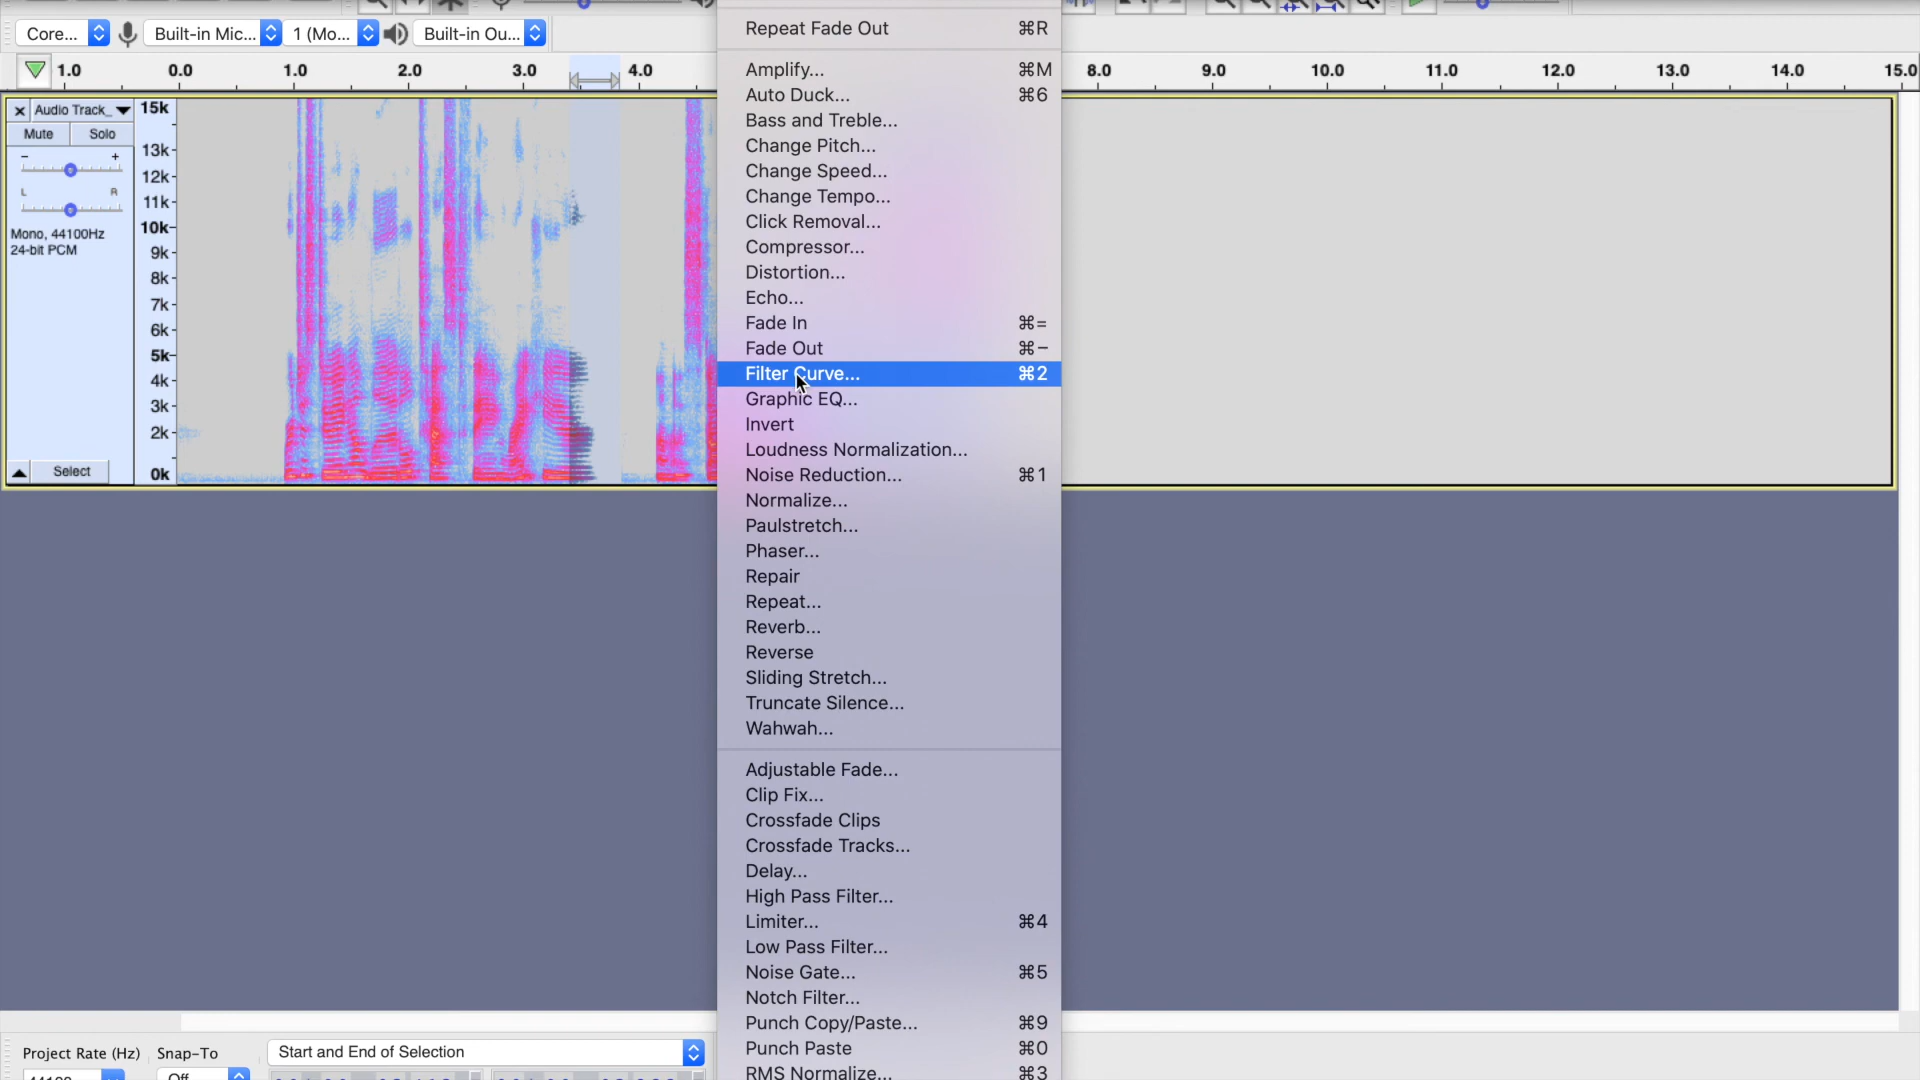 Repeat Fade Out ⌘R
Core... Built-in Mic... 1 (Mo... Built-in Ou...
1.0 0.0 1.0 2.0 3.0 4.0 8.0 9.0 10.0 11.0 12.0 13.0 14.0 15.0
Amplify... ⌘M
Auto Duck... ⌘6
Bass and Treble...
Change Pitch...
Change Speed...
Change Tempo...
Click Removal...
Compressor...
Distortion...
Echo...
Fade In ⌘=
Fade Out ⌘−
Filter Curve... ⌘2
Graphic EQ...
Invert
Loudness Normalization...
Noise Reduction... ⌘1
Normalize...
Paulstretch...
Phaser...
Repair
Repeat...
Reverb...
Reverse
Sliding Stretch...
Truncate Silence...
Wahwah...
Adjustable Fade...
Clip Fix...
Crossfade Clips
Crossfade Tracks...
Delay...
High Pass Filter...
Limiter... ⌘4
Low Pass Filter...
Noise Gate... ⌘5
Notch Filter...
Punch Copy/Paste... ⌘9
Punch Paste ⌘0
RMS Normalize... ⌘3
Audio Track_
Mute Solo
− +
L R
Mono, 44100Hz
24-bit PCM
Select
15k
13k
12k
11k
10k
9k
8k
7k
6k
5k
4k
3k
2k
0k
Project Rate (Hz) Snap-To Start and End of Selection
44100 Off